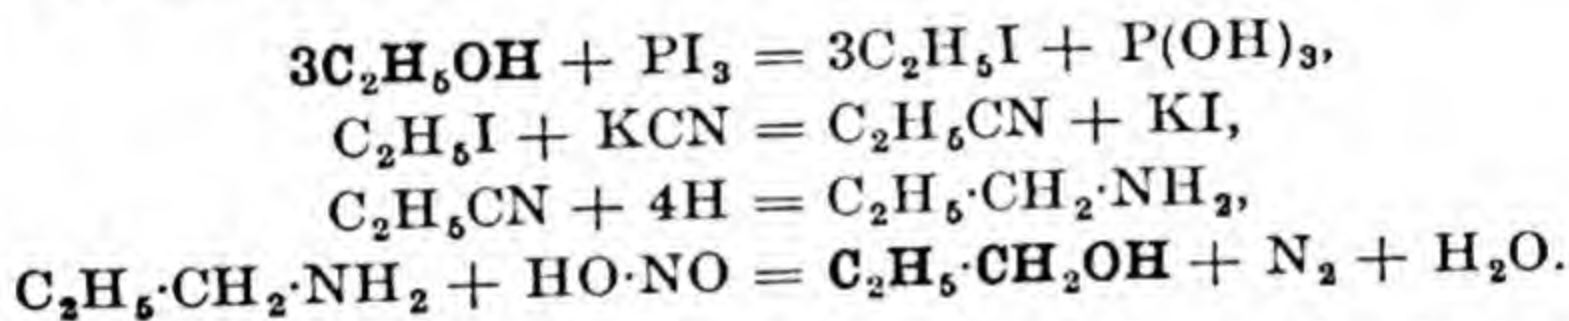 3C₂H₅OH + PI₃ = 3C₂H₅I + P(OH)₃,
C₂H₅I + KCN = C₂H₅CN + KI,
C₂H₅CN + 4H = C₂H₅·CH₂·NH₂,
C₂H₅·CH₂·NH₂ + HO·NO = C₂H₅·CH₂OH + N₂ + H₂O.